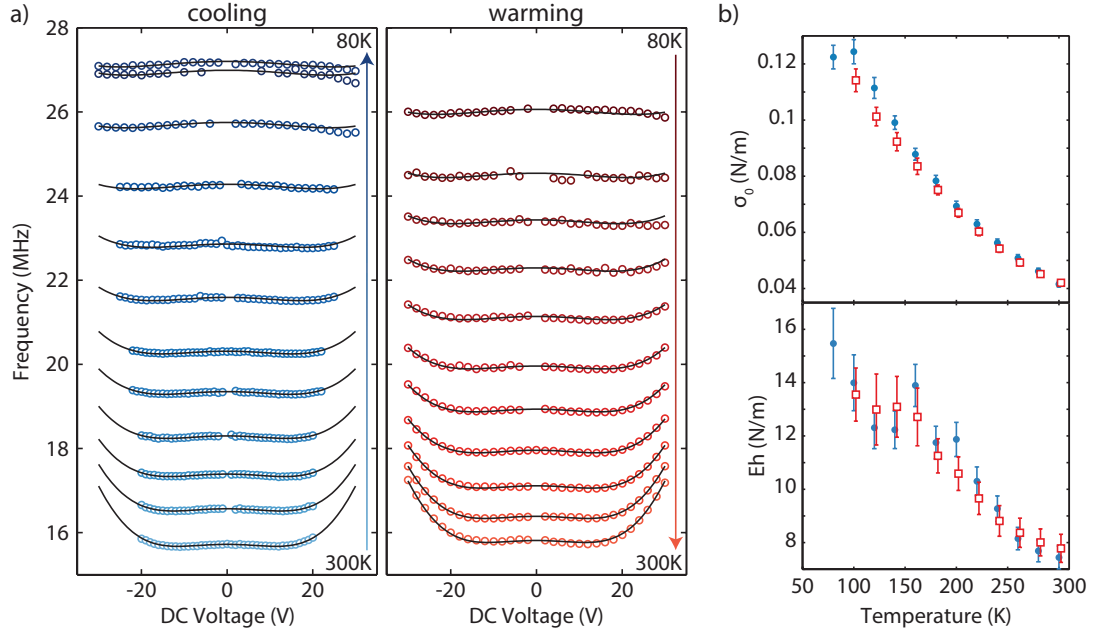 a)
cooling
warming
b)
28
26
24
22
20
18
16
Frequency (MHz)
80K
300K
80K
300K
-20
0
20
-20
0
20
DC Voltage (V)
DC Voltage (V)
0.12
0.1
0.08
0.06
0.04
σ₀ (N/m)
16
14
12
10
8
Eh (N/m)
50
100
150
200
250
300
Temperature (K)